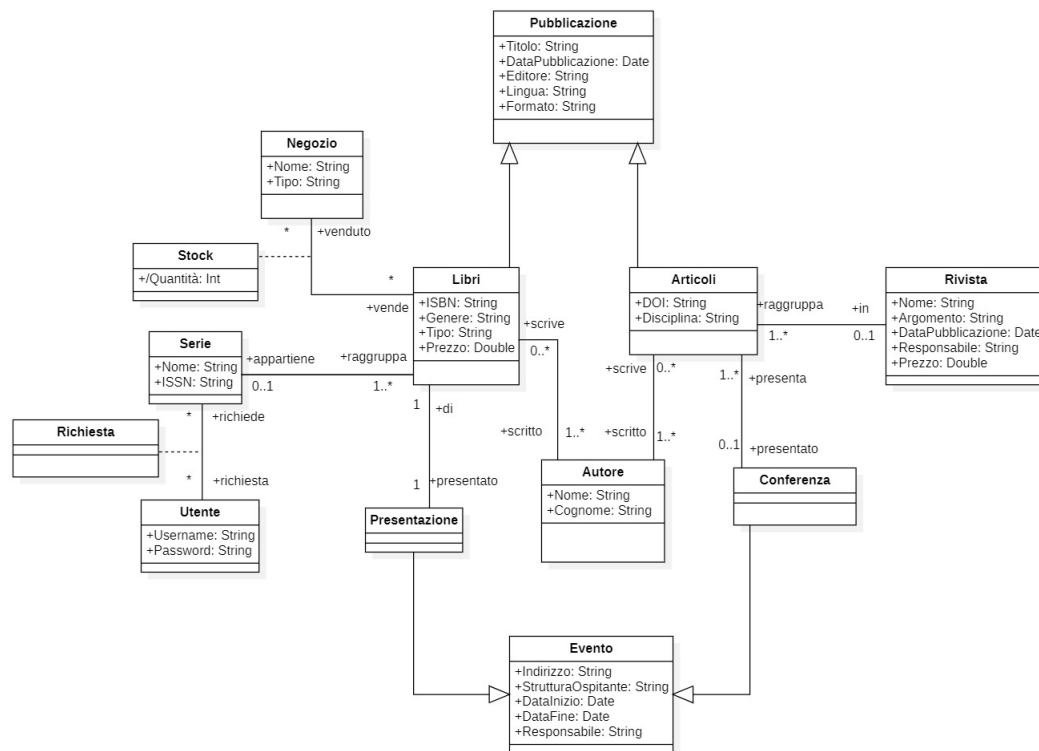 Pubblicazione
+Titolo: String
+DataPubblicazione: Date
+Editore: String
+Lingua: String
+Formato: String
Negozio
+Nome: String
+Tipo: String
*
+venduto
Stock
+/Quantità: Int
*
+vende
Libri
+ISBN: String
+Genere: String
+Tipo: String
+Prezzo: Double
Articoli
+DOI: String
+Disciplina: String
+raggruppa
1..*
+in
0..1
Rivista
+Nome: String
+Argomento: String
+DataPubblicazione: Date
+Responsabile: String
+Prezzo: Double
Serie
+Nome: String
+ISSN: String
+appartiene
0..1
+raggruppa
1..*
+scrive
0..*
+scrive
0..*
1..*
+presenta
*
+richiede
Richiesta
*
+richiesta
1
+di
+scritto
1..*
+scritto
1..*
0..1
+presentato
1
+presentato
Utente
+Username: String
+Password: String
Presentazione
Autore
+Nome: String
+Cognome: String
Conferenza
Evento
+Indirizzo: String
+StrutturaOspitante: String
+DataInizio: Date
+DataFine: Date
+Responsabile: String